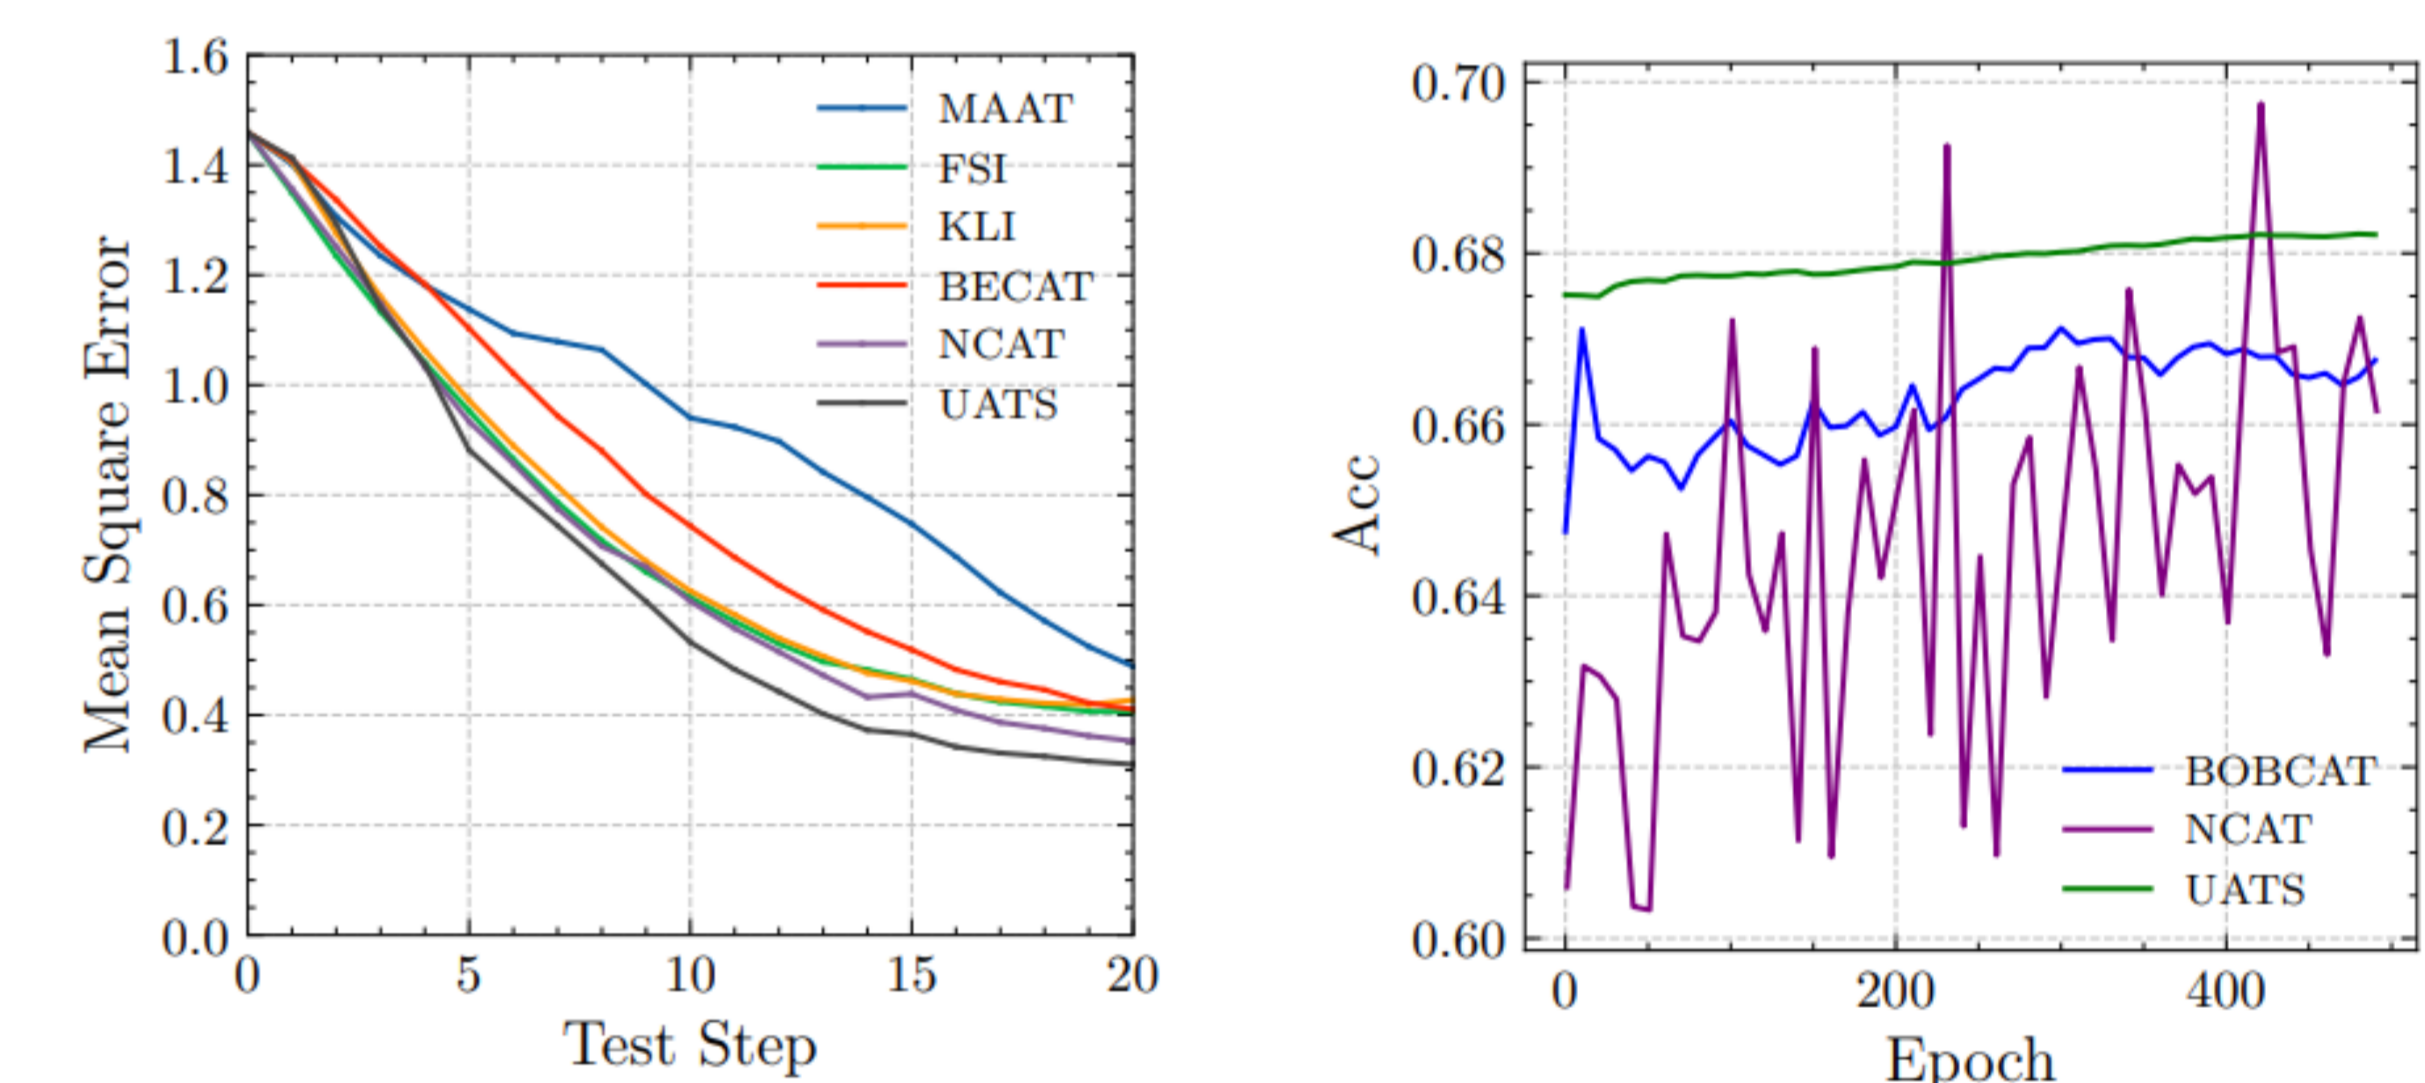 1.6
1.4
1.2
1.0
0.8
0.6
0.4
0.2
0.0
0
5
10
15
20
Mean Square Error
Test Step
MAAT
FSI
KLI
BECAT
NCAT
UATS
0.70
0.68
0.66
0.64
0.62
0.60
0
200
400
Acc
Epoch
BOBCAT
NCAT
UATS